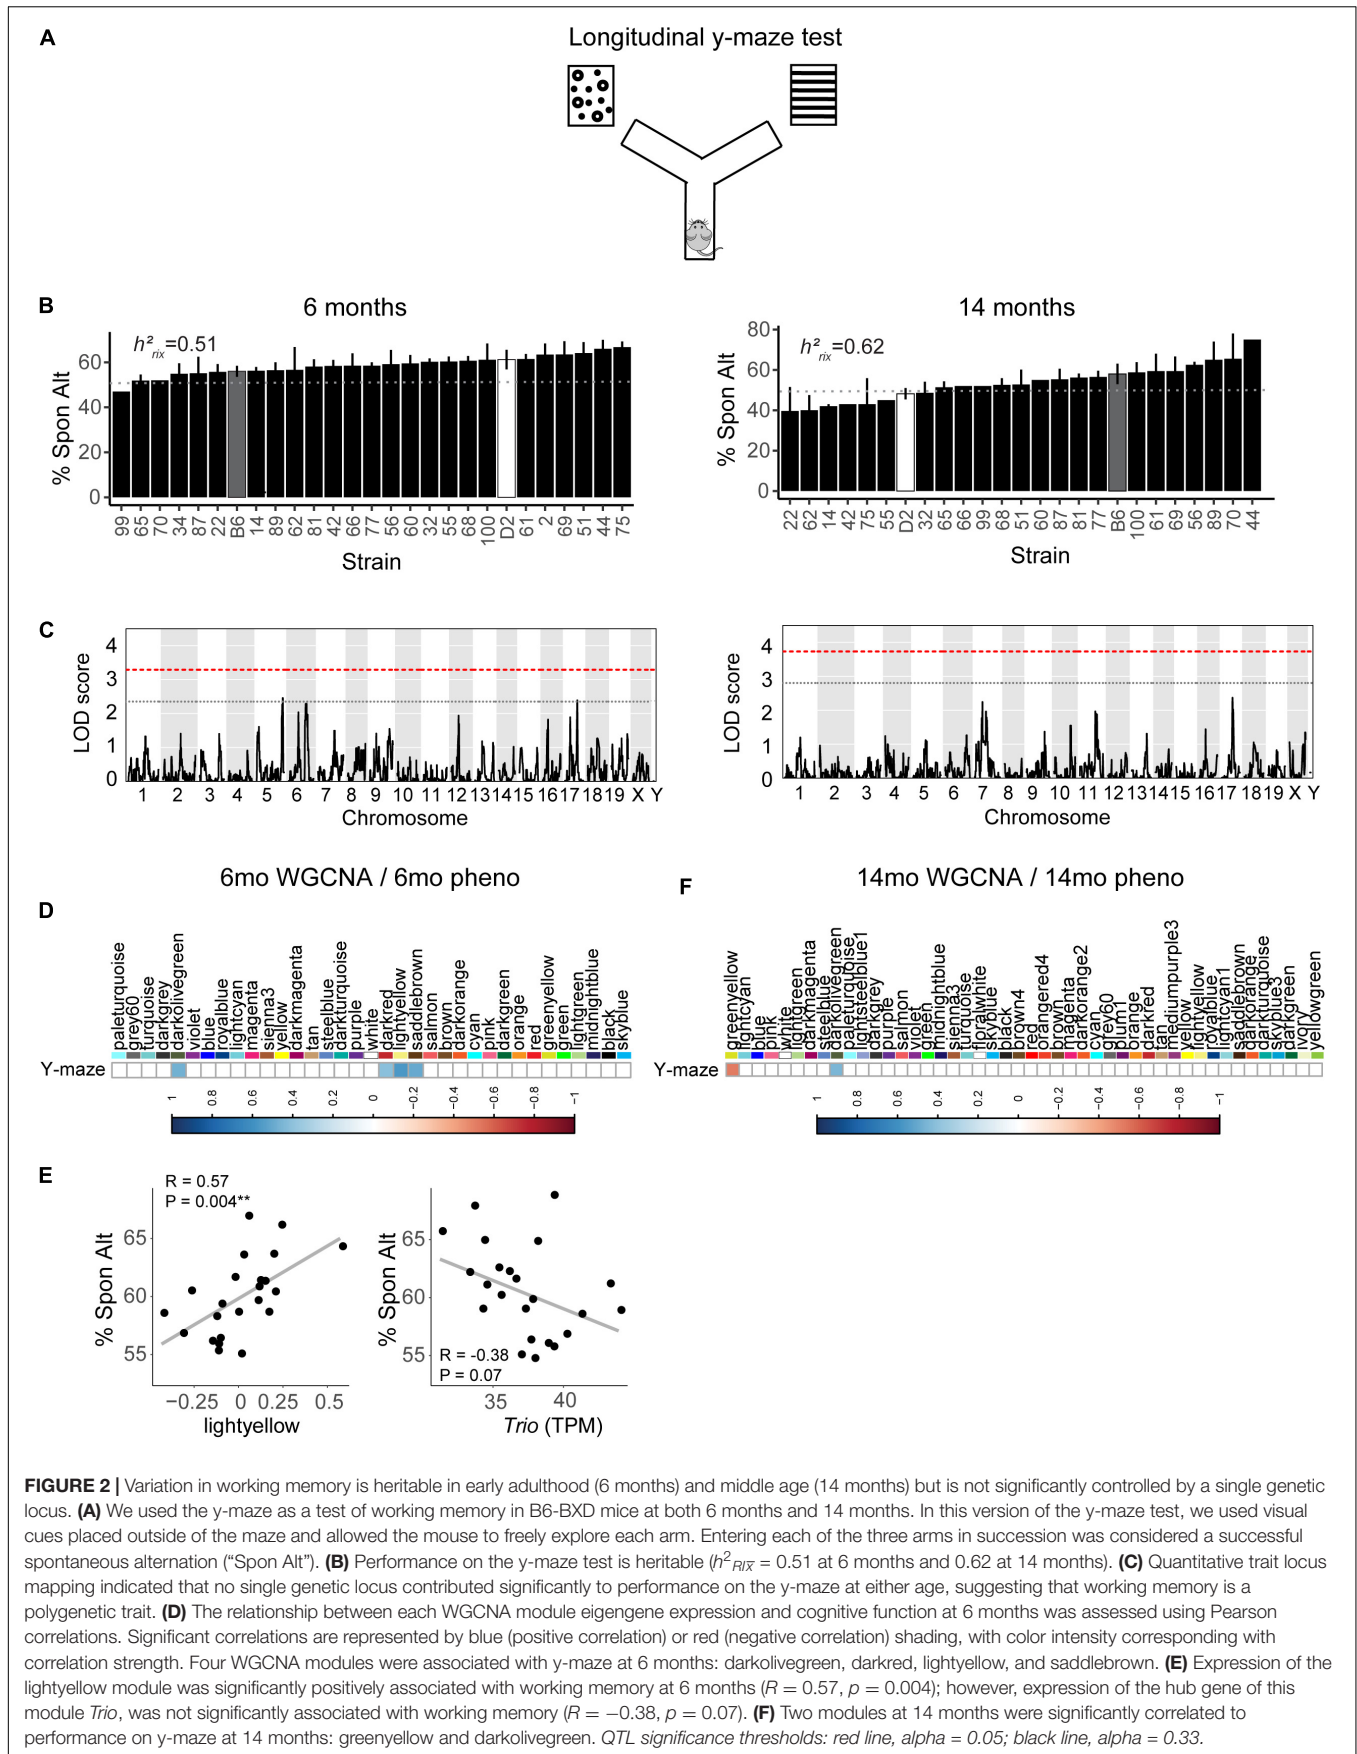 A
Longitudinal y-maze test
B
6 months
14 months
h²rix=0.51
% Spon Alt
60
40
20
0
99 65 70 34 87 22 B6 14 89 62 81 42 66 77 56 60 32 55 68 100 D2 61 2 69 51 44 75
Strain
h²rix=0.62
% Spon Alt
80
60
40
20
0
22 62 14 42 75 55 D2 32 65 66 99 68 51 60 87 81 77 B6 100 61 69 56 89 70 44
Strain
C
LOD score
4
3
2
1
0
1 2 3 4 5 6 7 8 9 10 11 12 13 14 15 16 17 18 19 X Y
Chromosome
LOD score
4
3
2
1
0
1 2 3 4 5 6 7 8 9 10 11 12 13 14 15 16 17 18 19 X Y
Chromosome
6mo WGCNA / 6mo pheno
D
paleturquoise grey60 turquoise darkgrey darkolivegreen violet blue royalblue lightcyan magenta sienna3 yellow darkmagenta tan steelblue darkturquoise purple white darkred lightyellow saddlebrown salmon brown darkorange cyan pink darkgreen orange red greenyellow green lightgreen midnightblue black skyblue
Y-maze
1 0.8 0.6 0.4 0.2 0 −0.2 −0.4 −0.6 −0.8 −1
F
14mo WGCNA / 14mo pheno
greenyellow lightcyan blue pink white lightgreen darkmagenta steelblue darkolivegreen paleturquoise lightsteelblue1 darkgrey purple salmon violet green midnightblue sienna3 turquoise floralwhite skyblue black brown4 red orangered4 brown magenta darkorange2 cyan grey60 plum1 orange darkred tan mediumpurple3 yellow lightyellow royalblue lightcyan1 saddlebrown darkorange darkturquoise skyblue3 darkgreen ivory yellowgreen
Y-maze
1 0.8 0.6 0.4 0.2 0 −0.2 −0.4 −0.6 −0.8 −1
E
R = 0.57
P = 0.004**
% Spon Alt
65
60
55
−0.25 0 0.25 0.5
lightyellow
% Spon Alt
65
60
55
R = -0.38
P = 0.07
35 40
Trio (TPM)
FIGURE 2 | Variation in working memory is heritable in early adulthood (6 months) and middle age (14 months) but is not significantly controlled by a single genetic
locus. (A) We used the y-maze as a test of working memory in B6-BXD mice at both 6 months and 14 months. In this version of the y-maze test, we used visual
cues placed outside of the maze and allowed the mouse to freely explore each arm. Entering each of the three arms in succession was considered a successful
spontaneous alternation (“Spon Alt”). (B) Performance on the y-maze test is heritable (h²RIx̅ = 0.51 at 6 months and 0.62 at 14 months). (C) Quantitative trait locus
mapping indicated that no single genetic locus contributed significantly to performance on the y-maze at either age, suggesting that working memory is a
polygenetic trait. (D) The relationship between each WGCNA module eigengene expression and cognitive function at 6 months was assessed using Pearson
correlations. Significant correlations are represented by blue (positive correlation) or red (negative correlation) shading, with color intensity corresponding with
correlation strength. Four WGCNA modules were associated with y-maze at 6 months: darkolivegreen, darkred, lightyellow, and saddlebrown. (E) Expression of the
lightyellow module was significantly positively associated with working memory at 6 months (R = 0.57, p = 0.004); however, expression of the hub gene of this
module Trio, was not significantly associated with working memory (R = −0.38, p = 0.07). (F) Two modules at 14 months were significantly correlated to
performance on y-maze at 14 months: greenyellow and darkolivegreen. QTL significance thresholds: red line, alpha = 0.05; black line, alpha = 0.33.